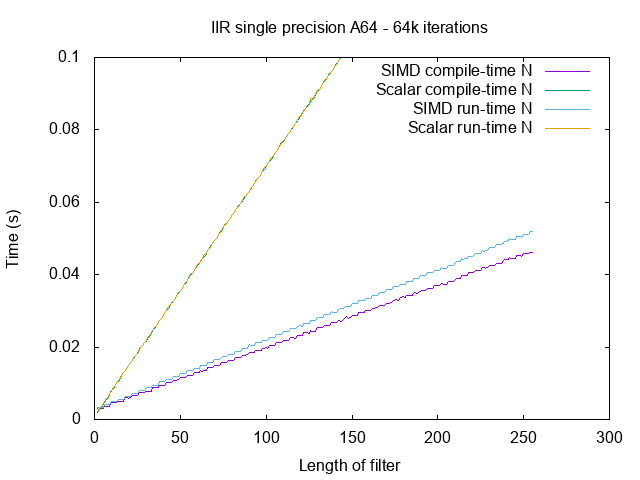 IIR single precision A64 - 64k iterations
SIMD compile-time N
Scalar compile-time N
SIMD run-time N
Scalar run-time N
Time (s)
0.1
0.08
0.06
0.04
0.02
0
0 50 100 150 200 250 300
Length of filter